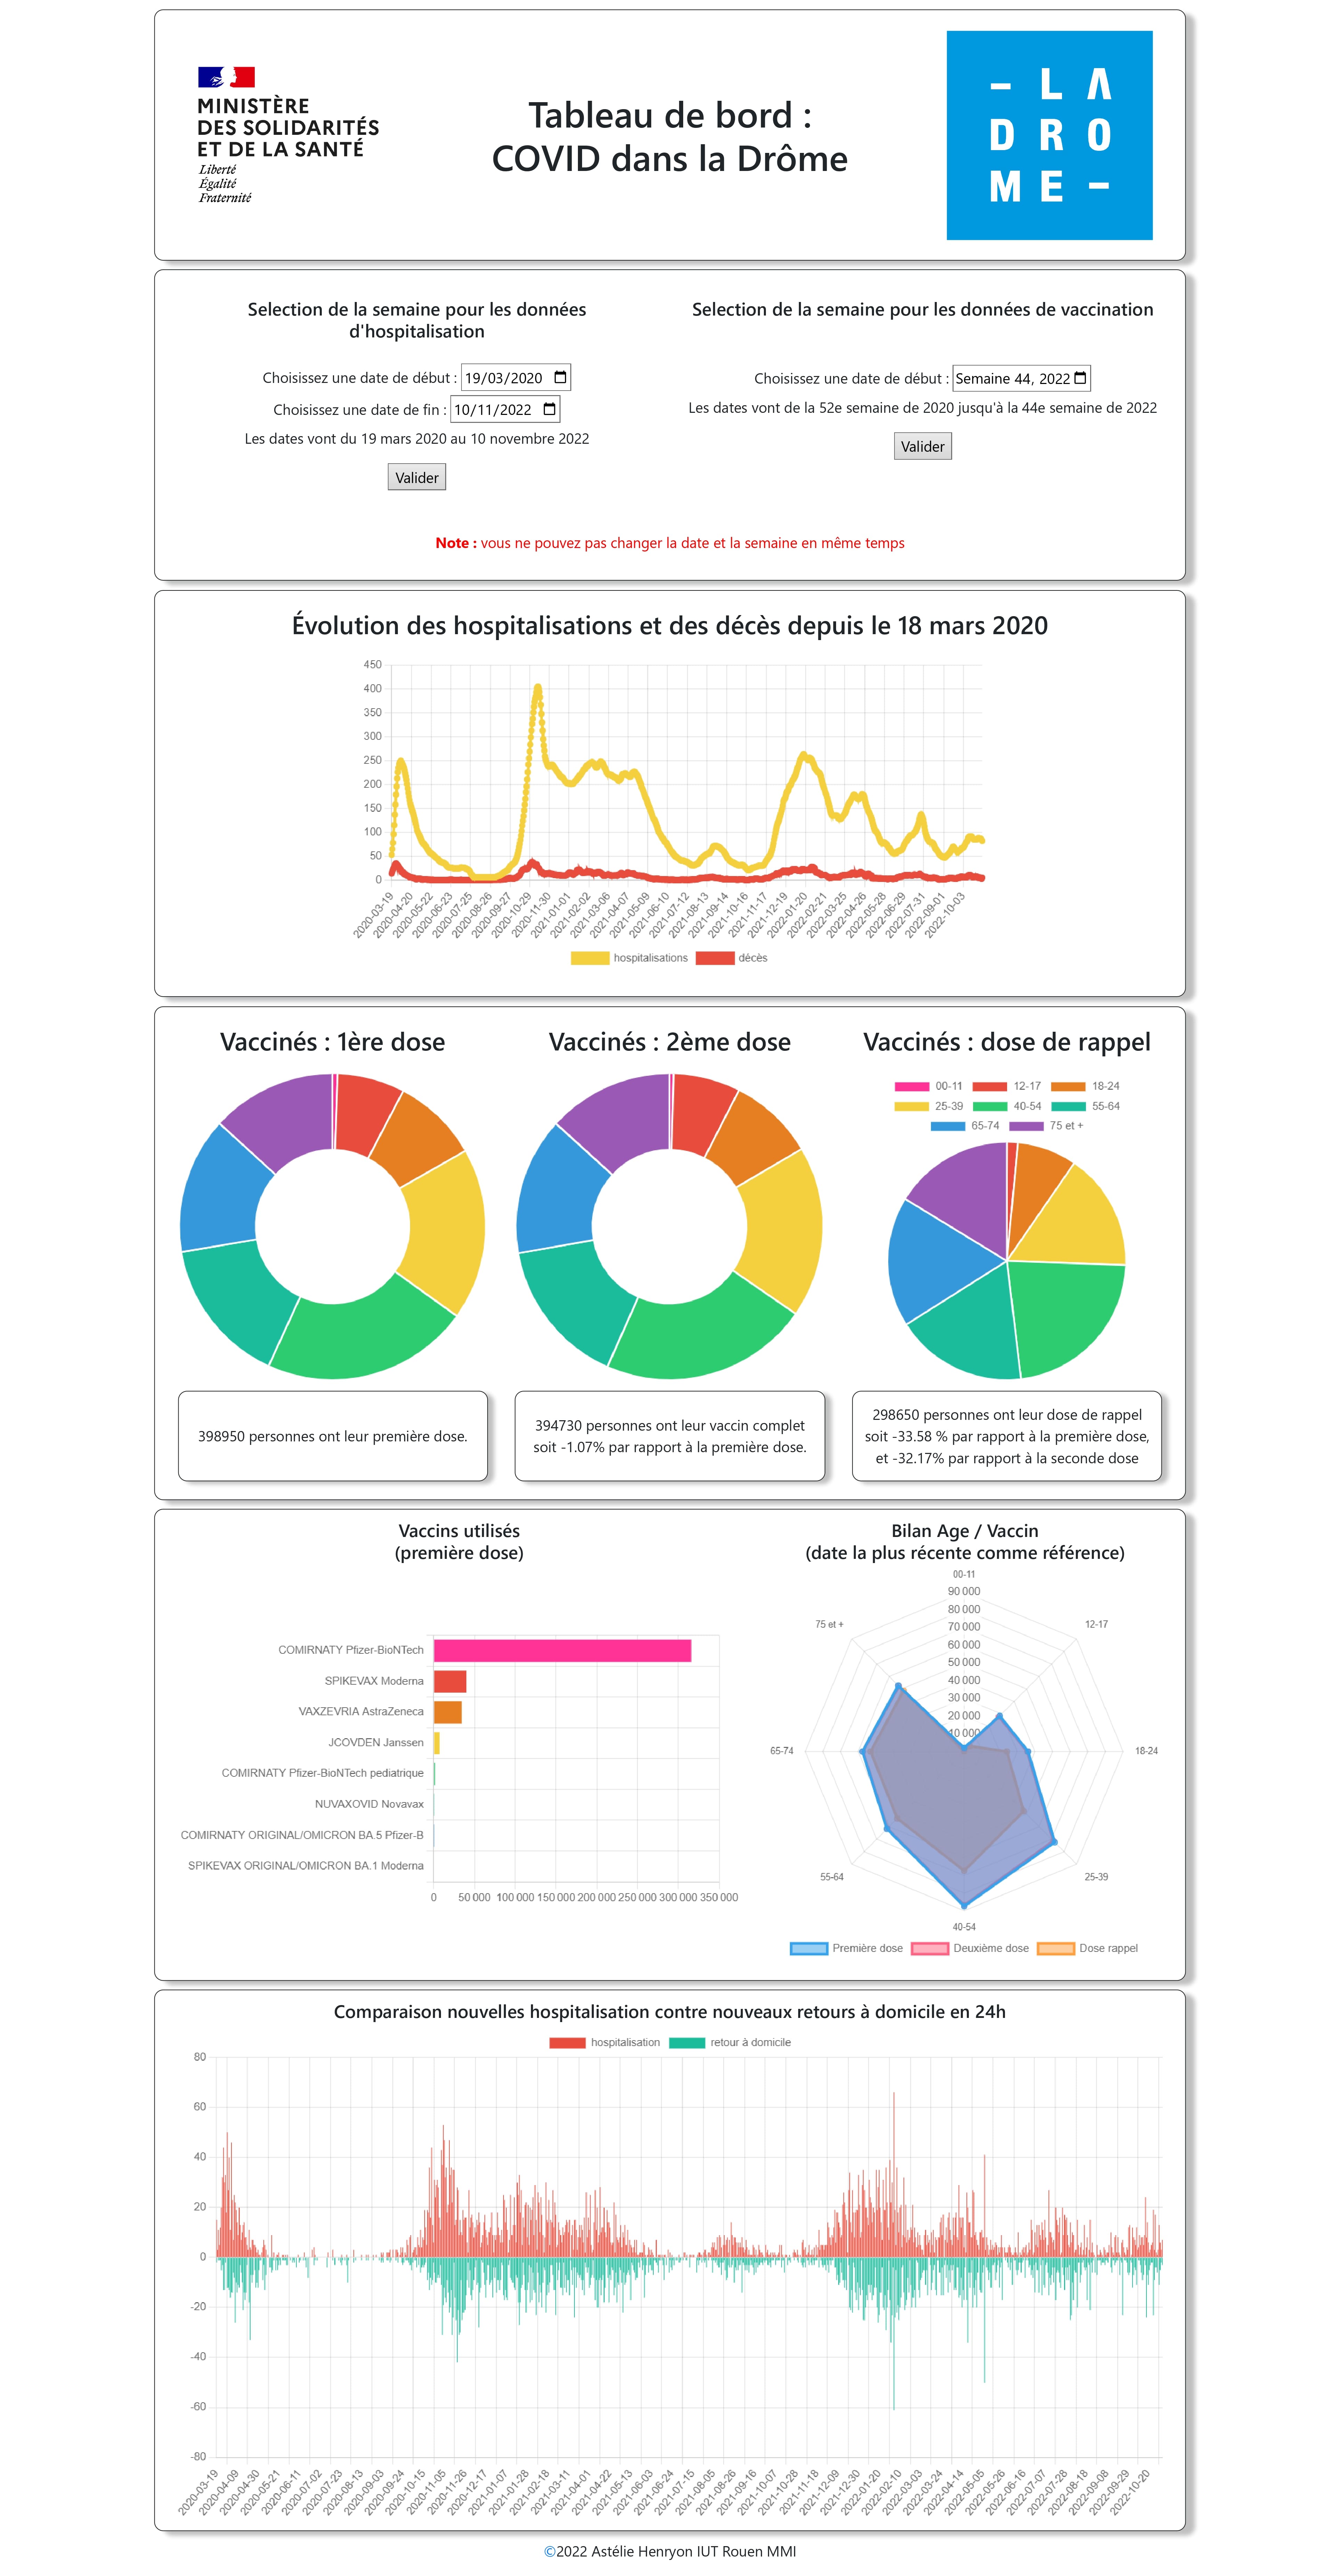 MINISTÈRE
DES SOLIDARITÉS
ET DE LA SANTÉ
Liberté
Égalité
Fraternité
Tableau de bord :
COVID dans la Drôme
– L A
D R O
M E –
Selection de la semaine pour les données
d'hospitalisation
Choisissez une date de début : 19/03/2020
Choisissez une date de fin : 10/11/2022
Les dates vont du 19 mars 2020 au 10 novembre 2022
Valider
Selection de la semaine pour les données de vaccination
Choisissez une date de début : Semaine 44, 2022
Les dates vont de la 52e semaine de 2020 jusqu'à la 44e semaine de 2022
Valider
Note : vous ne pouvez pas changer la date et la semaine en même temps
Évolution des hospitalisations et des décès depuis le 18 mars 2020
450
400
350
300
250
200
150
100
50
0
2020-03-19
2020-04-20
2020-05-22
2020-06-23
2020-07-25
2020-08-26
2020-09-27
2020-10-29
2020-11-30
2021-01-01
2021-02-02
2021-03-06
2021-04-07
2021-05-09
2021-06-10
2021-07-12
2021-08-13
2021-09-14
2021-10-16
2021-11-17
2021-12-19
2022-01-20
2022-02-21
2022-03-25
2022-04-26
2022-05-28
2022-06-29
2022-07-31
2022-09-01
2022-10-03
hospitalisations décès
Vaccinés : 1ère dose
398950 personnes ont leur première dose.
Vaccinés : 2ème dose
394730 personnes ont leur vaccin complet
soit -1.07% par rapport à la première dose.
Vaccinés : dose de rappel
00-11 12-17 18-24
25-39 40-54 55-64
65-74 75 et +
298650 personnes ont leur dose de rappel
soit -33.58 % par rapport à la première dose,
et -32.17% par rapport à la seconde dose
Vaccins utilisés
(première dose)
COMIRNATY Pfizer-BioNTech
SPIKEVAX Moderna
VAXZEVRIA AstraZeneca
JCOVDEN Janssen
COMIRNATY Pfizer-BioNTech pediatrique
NUVAXOVID Novavax
COMIRNATY ORIGINAL/OMICRON BA.5 Pfizer-B
SPIKEVAX ORIGINAL/OMICRON BA.1 Moderna
0 50 000 100 000 150 000 200 000 250 000 300 000 350 000
Bilan Age / Vaccin
(date la plus récente comme référence)
00-11
90 000
80 000
70 000
60 000
50 000
40 000
30 000
20 000
10 000
75 et +
12-17
65-74
18-24
55-64
25-39
40-54
Première dose Deuxième dose Dose rappel
Comparaison nouvelles hospitalisation contre nouveaux retours à domicile en 24h
hospitalisation retour à domicile
80
60
40
20
0
-20
-40
-60
-80
2020-03-19
2020-04-09
2020-04-30
2020-05-21
2020-06-11
2020-07-02
2020-07-23
2020-08-13
2020-09-03
2020-09-24
2020-10-15
2020-11-05
2020-11-26
2020-12-17
2021-01-07
2021-01-28
2021-02-18
2021-03-11
2021-04-01
2021-04-22
2021-05-13
2021-06-03
2021-06-24
2021-07-15
2021-08-05
2021-08-26
2021-09-16
2021-10-07
2021-10-28
2021-11-18
2021-12-09
2021-12-30
2022-01-20
2022-02-10
2022-03-03
2022-03-24
2022-04-14
2022-05-05
2022-05-26
2022-06-16
2022-07-07
2022-07-28
2022-08-18
2022-09-08
2022-09-29
2022-10-20
©2022 Astélie Henryon IUT Rouen MMI